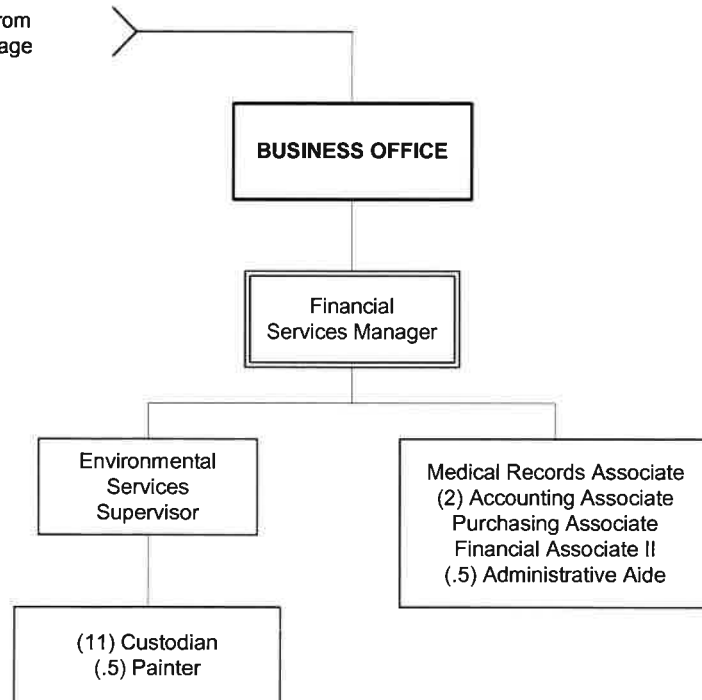 rom
age
BUSINESS OFFICE
Financial
Services Manager
Environmental
Services
Supervisor
Medical Records Associate
(2) Accounting Associate
Purchasing Associate
Financial Associate II
(.5) Administrative Aide
(11) Custodian
(.5) Painter